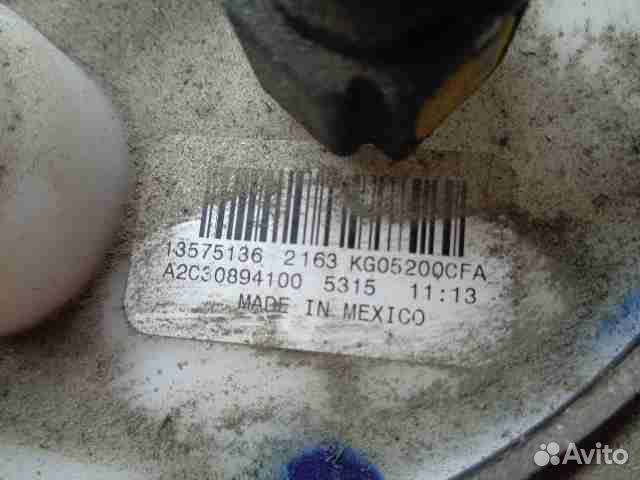 13575136 2163 KG05200CFA
A2C30894100 5315 11:13
MADE IN MEXICO
Avito